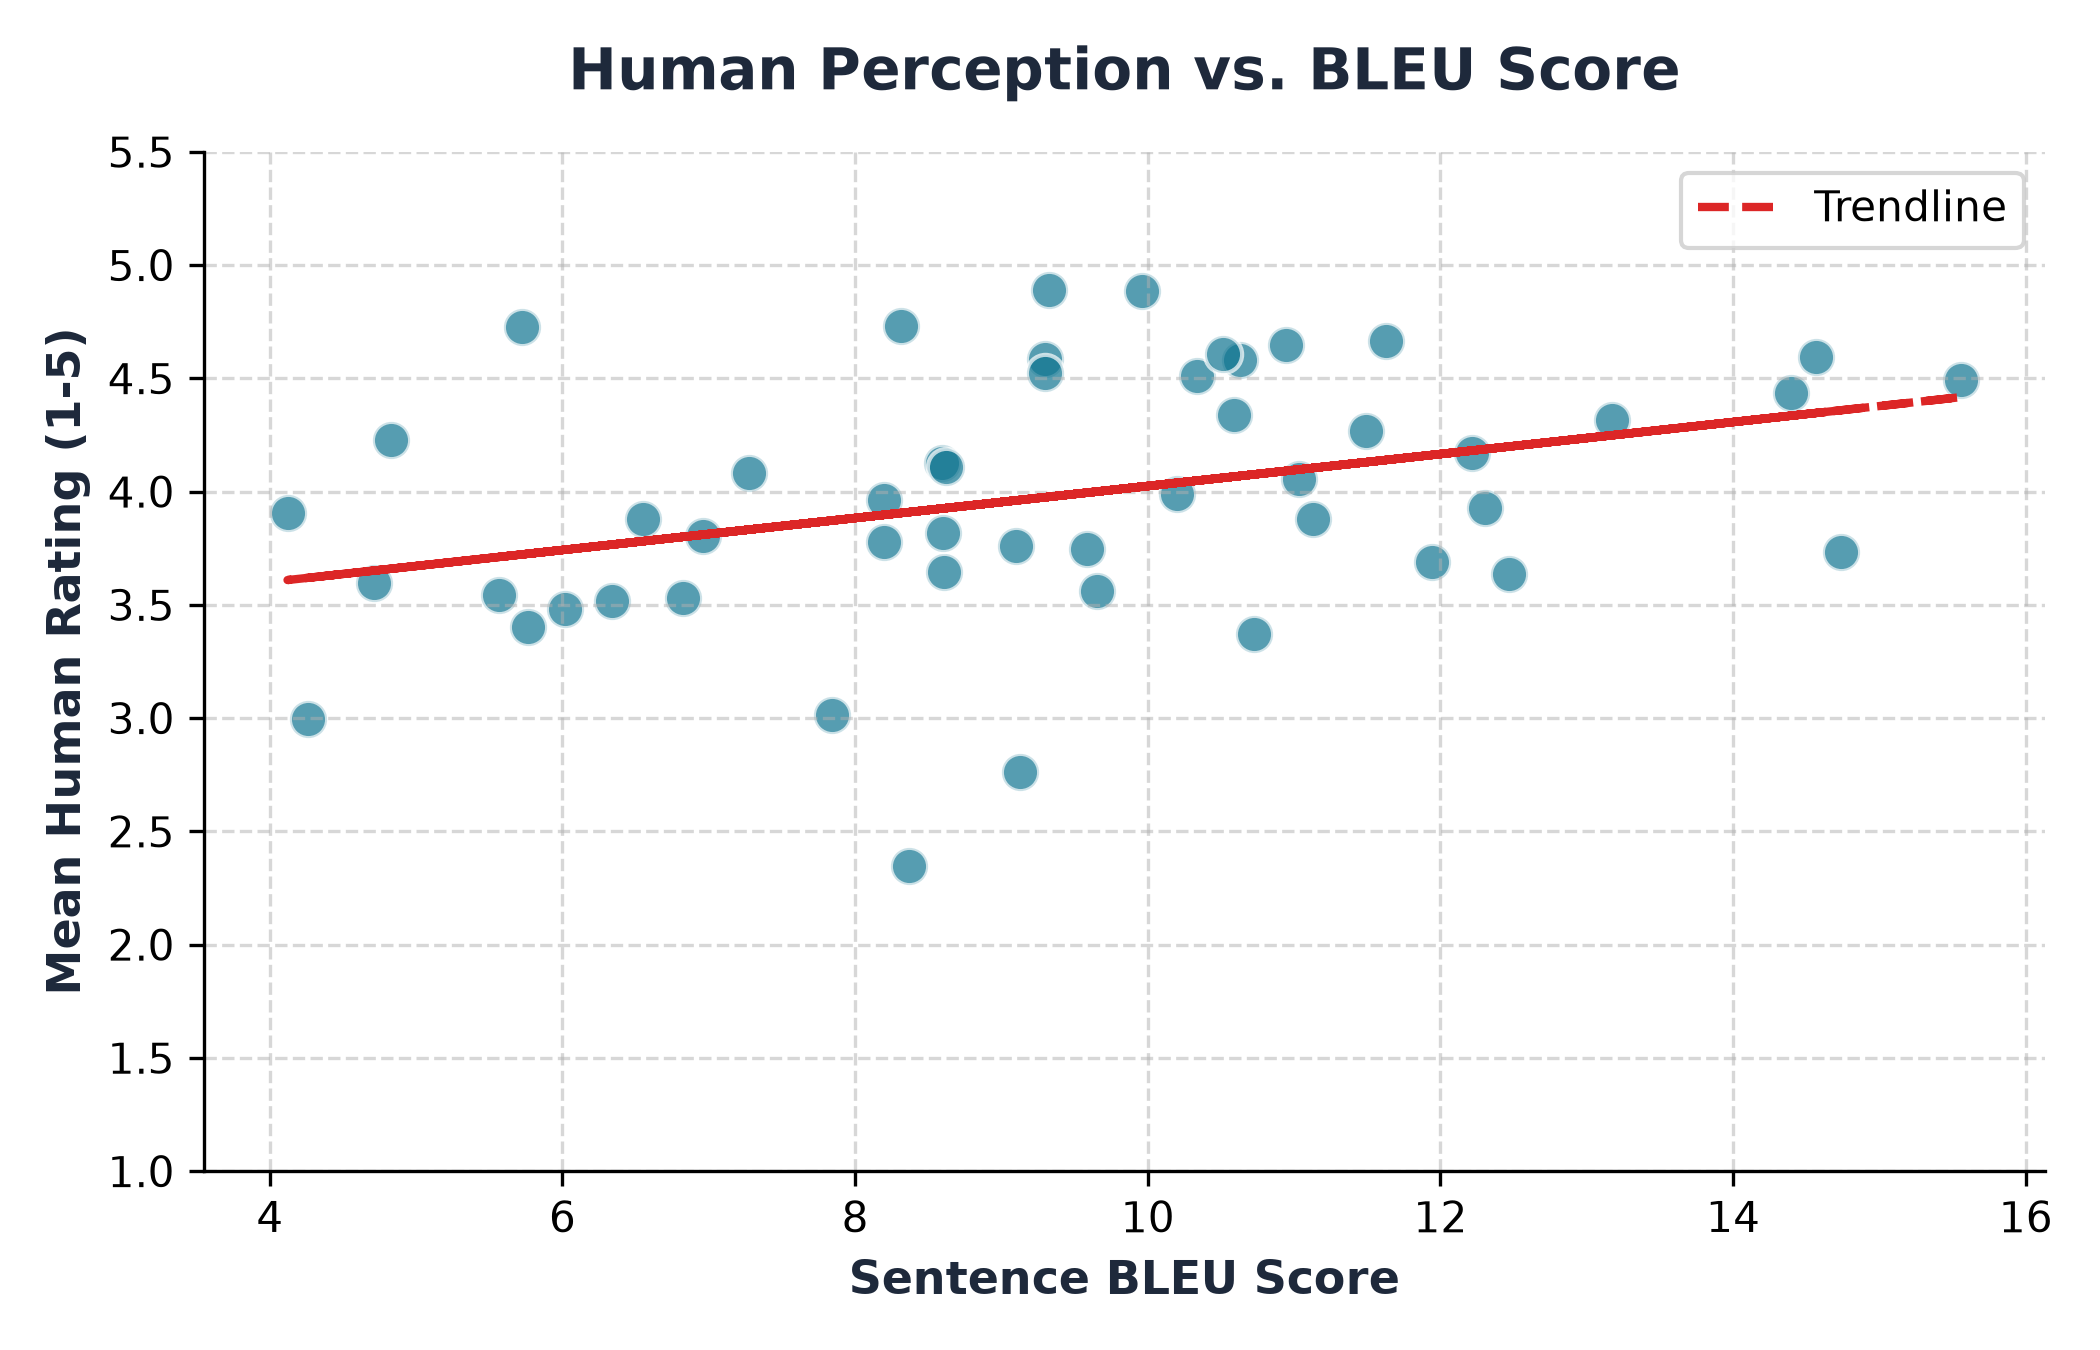 Human Perception vs. BLEU Score
5.5
5.0
4.5
4.0
3.5
3.0
2.5
2.0
1.5
1.0
Mean Human Rating (1-5)
Trendline
4 6 8 10 12 14 16
Sentence BLEU Score